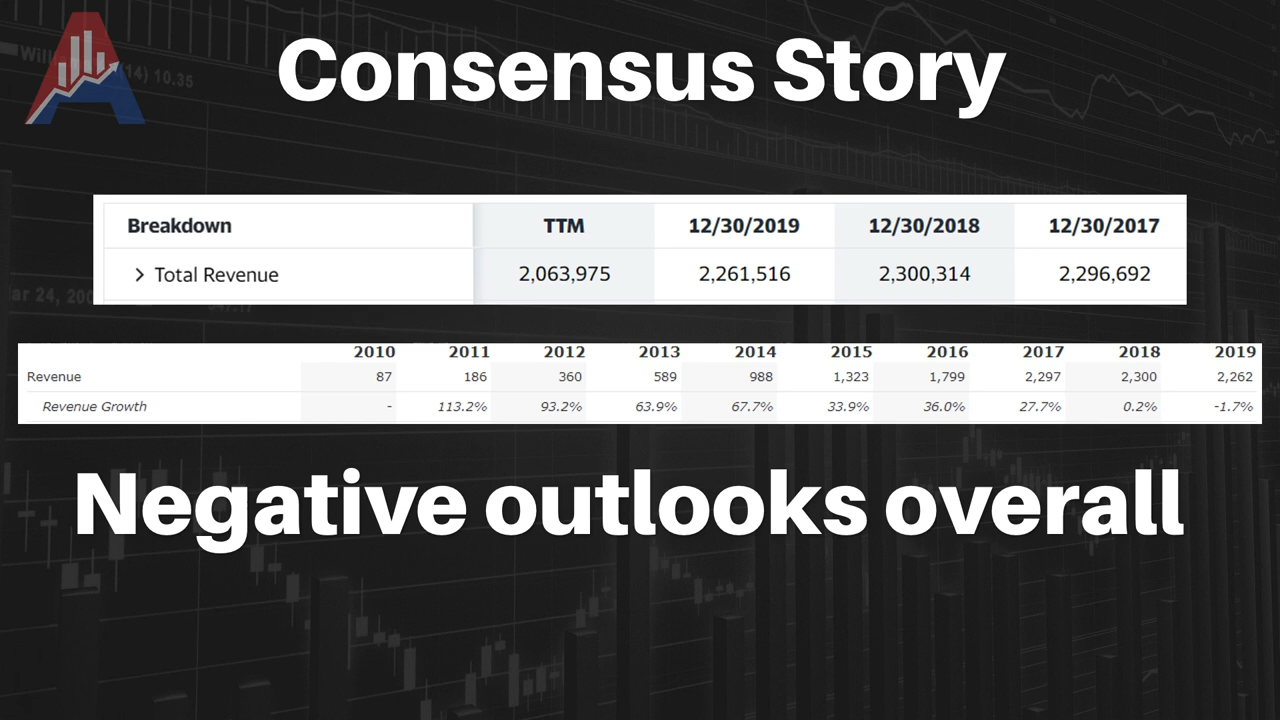 Consensus Story
14) 10.35
Breakdown TTM 12/30/2019 12/30/2018 12/30/2017
> Total Revenue 2,063,975 2,261,516 2,300,314 2,296,692
2010 2011 2012 2013 2014 2015 2016 2017 2018 2019
Revenue 87 186 360 589 988 1,323 1,799 2,297 2,300 2,262
Revenue Growth - 113.2% 93.2% 63.9% 67.7% 33.9% 36.0% 27.7% 0.2% -1.7%
Negative outlooks overall